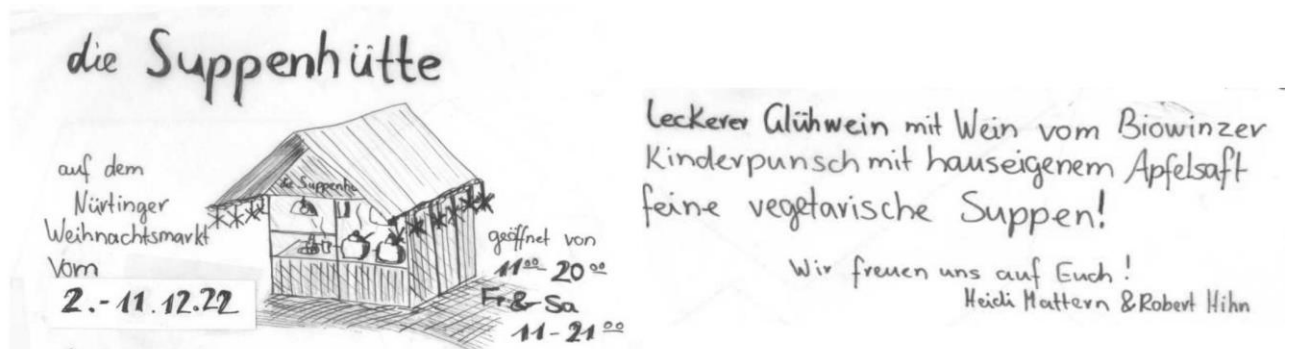 die Suppenhütte
auf dem
Nürtinger
Weihnachtsmarkt
vom
2.-11.12.22
die Suppenhü
geöffnet von
11⁰⁰ 20⁰⁰
Fr & Sa
11-21⁰⁰
Leckerer Glühwein mit Wein vom Biowinzer
Kinderpunsch mit hauseigenem Apfelsaft
feine vegetarische Suppen!
Wir freuen uns auf Euch!
Heidi Mattern & Robert Hihn